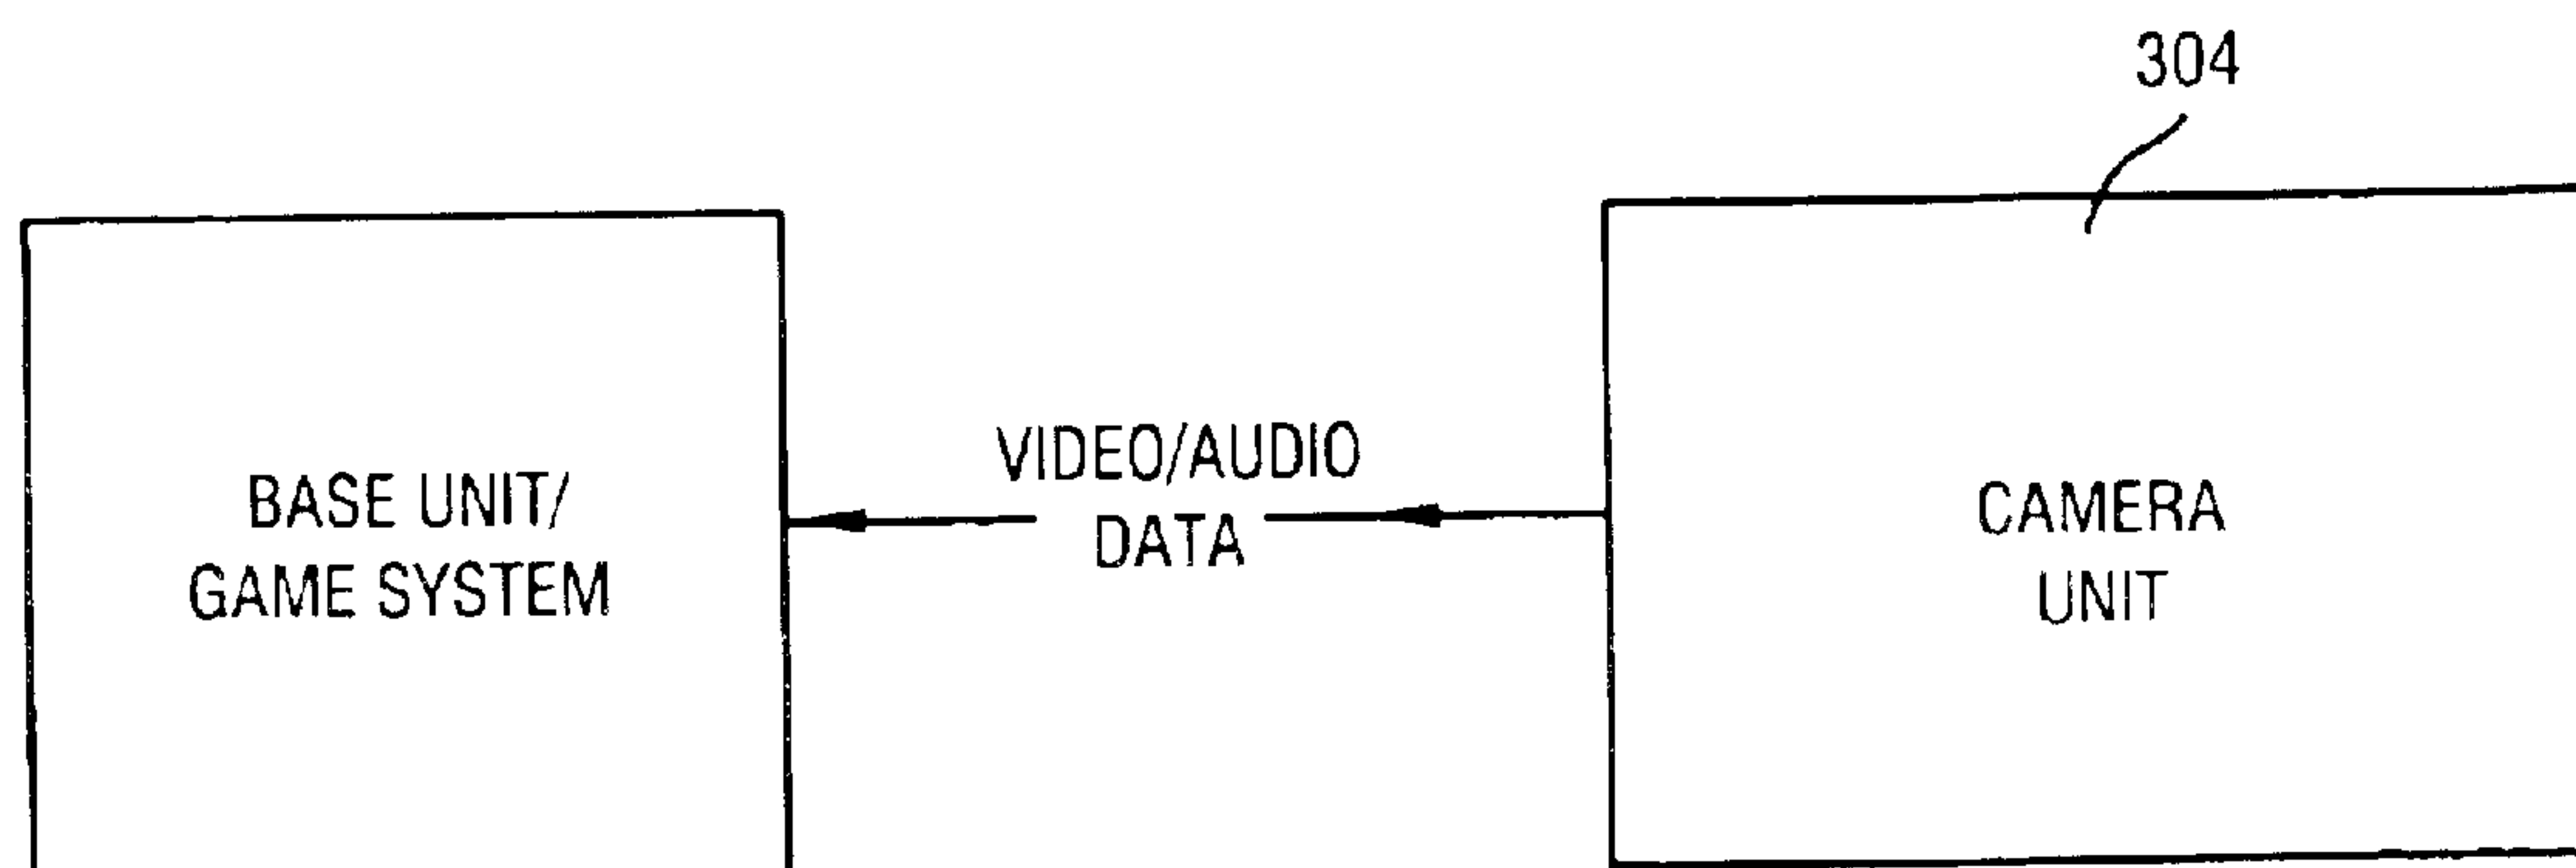 304
BASE UNIT/
GAME SYSTEM
VIDEO/AUDIO
DATA
CAMERA
UNIT